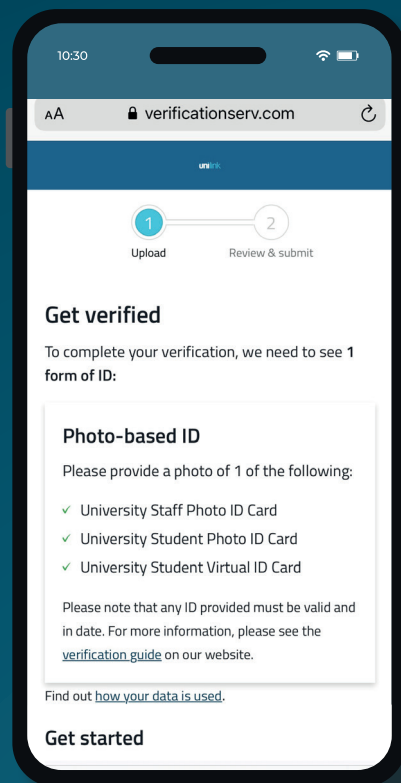 10:30
AA verificationserv.com
unilink
1 2
Upload Review & submit
Get verified
To complete your verification, we need to see 1
form of ID:
Photo-based ID
Please provide a photo of 1 of the following:
✓ University Staff Photo ID Card
✓ University Student Photo ID Card
✓ University Student Virtual ID Card
Please note that any ID provided must be valid and
in date. For more information, please see the
verification guide on our website.
Find out how your data is used.
Get started